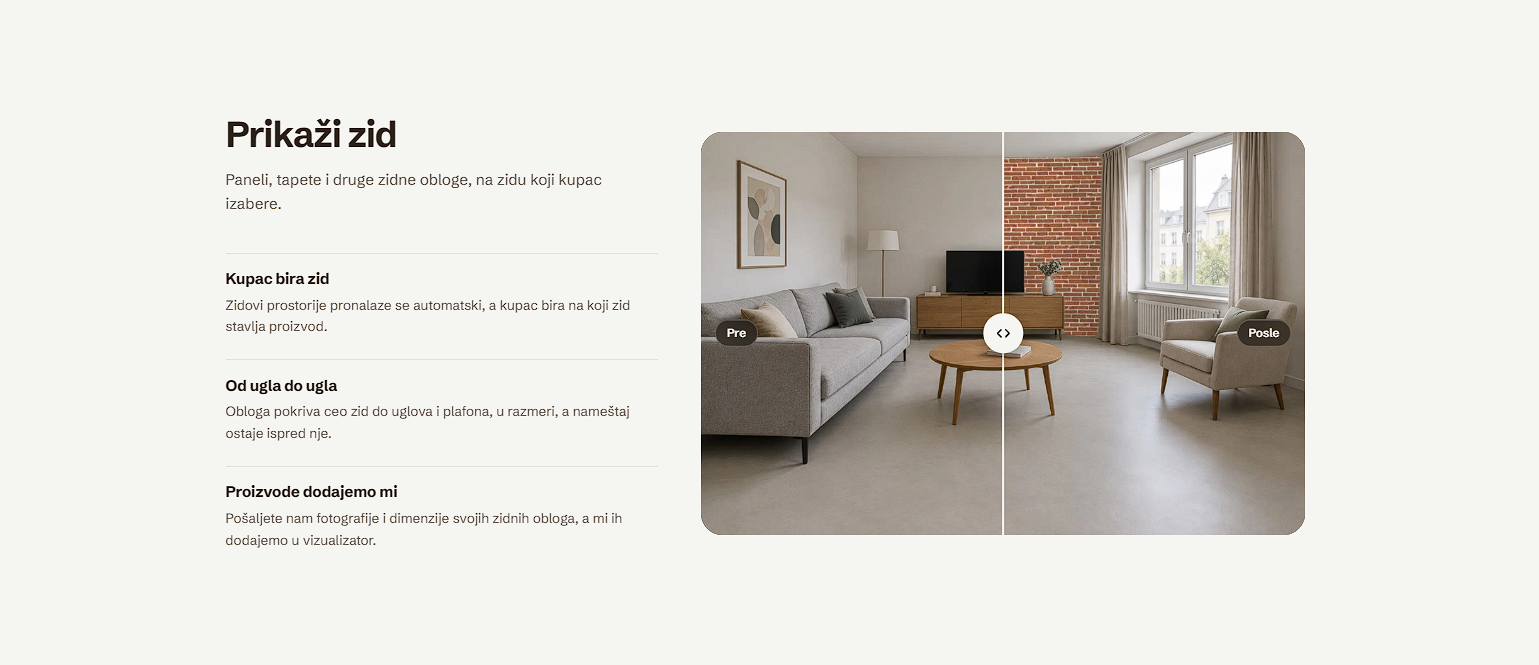 Prikaži zid
Paneli, tapete i druge zidne obloge, na zidu koji kupac
izabere.
Kupac bira zid
Zidovi prostorije pronalaze se automatski, a kupac bira na koji zid
stavlja proizvod.
Od ugla do ugla
Obloga pokriva ceo zid do uglova i plafona, u razmeri, a nameštaj
ostaje ispred nje.
Proizvode dodajemo mi
Pošaljete nam fotografije i dimenzije svojih zidnih obloga, a mi ih
dodajemo u vizualizator.
Pre
Posle